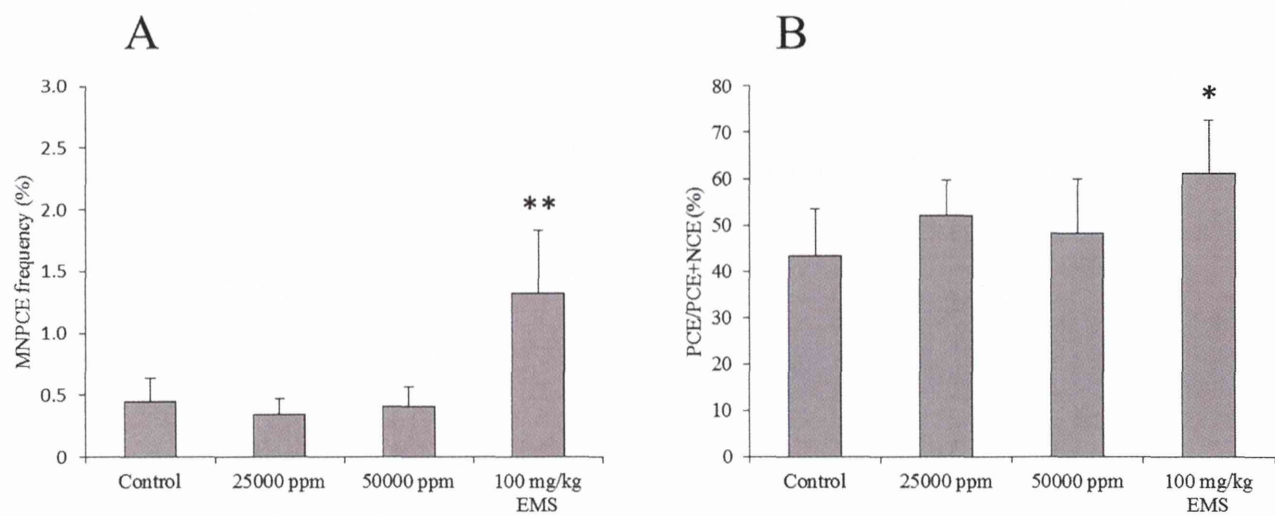 A
MNPCE frequency (%)
3.0
2.5
2.0
1.5
1.0
0.5
0
**
Control
25000 ppm
50000 ppm
100 mg/kg
EMS
B
PCE/PCE+NCE (%)
80
70
60
50
40
30
20
10
0
*
Control
25000 ppm
50000 ppm
100 mg/kg
EMS